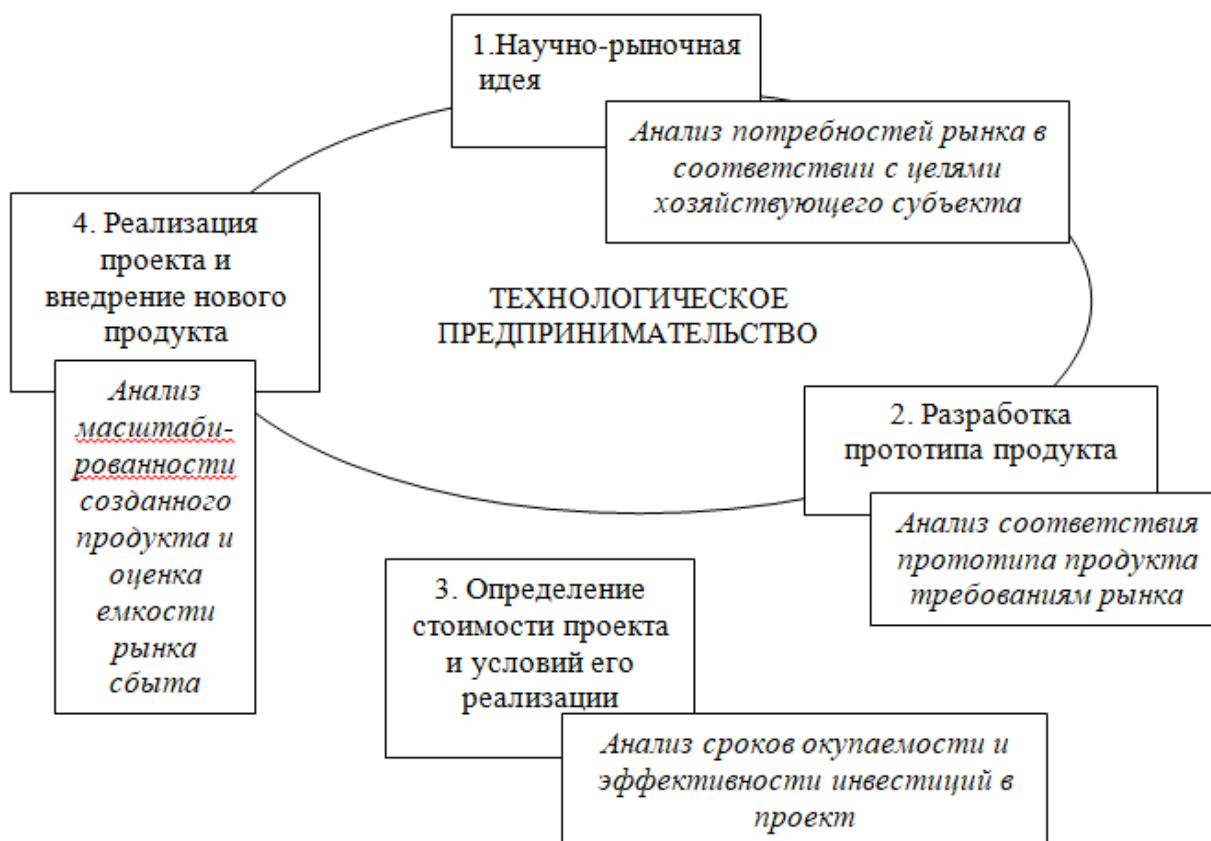 1.Научно-рыночная
идея
Анализ потребностей рынка в
соответствии с целями
хозяйствующего субъекта
4. Реализация
проекта и
внедрение нового
продукта
ТЕХНОЛОГИЧЕСКОЕ
ПРЕДПРИНИМАТЕЛЬСТВО
Анализ
масштаби-
рованности
созданного
продукта и
оценка
емкости
рынка
сбыта
2. Разработка
прототипа продукта
Анализ соответствия
прототипа продукта
требованиям рынка
3. Определение
стоимости проекта
и условий его
реализации
Анализ сроков окупаемости и
эффективности инвестиций в
проект